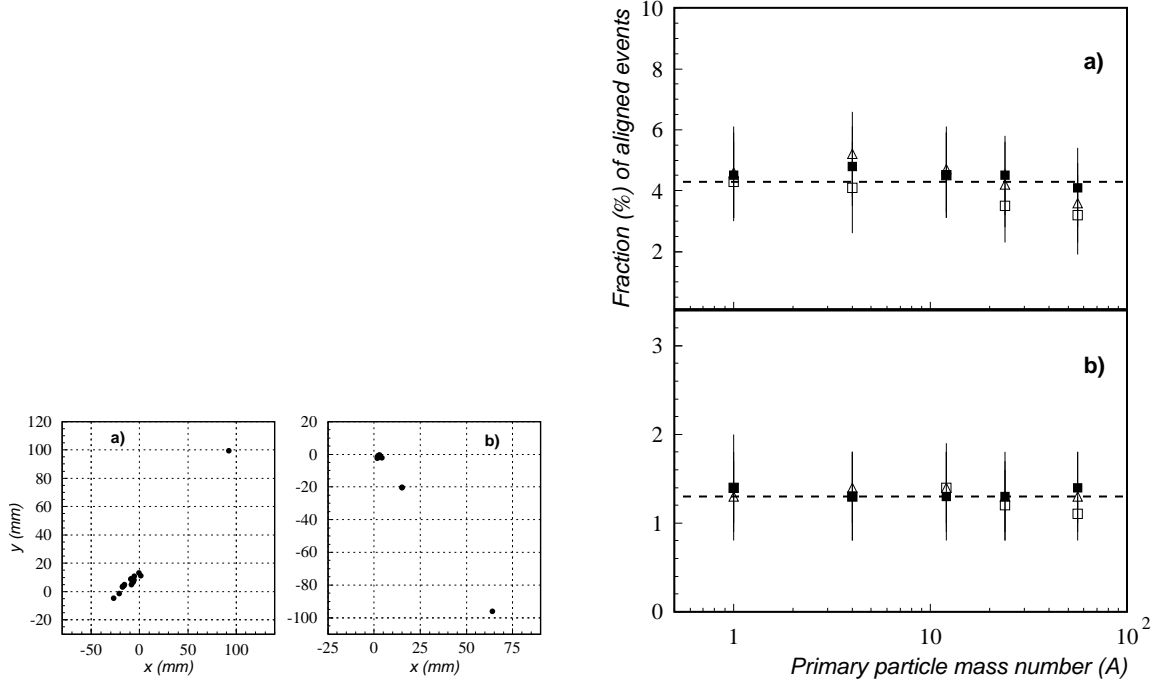 120
100
80
60
40
20
0
-20
a)
y (mm)
-50 0 50 100
x (mm)
20
0
-20
-40
-60
-80
-100
b)
-25 0 25 50 75
x (mm)
10
8
6
4
2
a)
Fraction (%) of aligned events
3
2
1
0
b)
1 10 10²
Primary particle mass number (A)